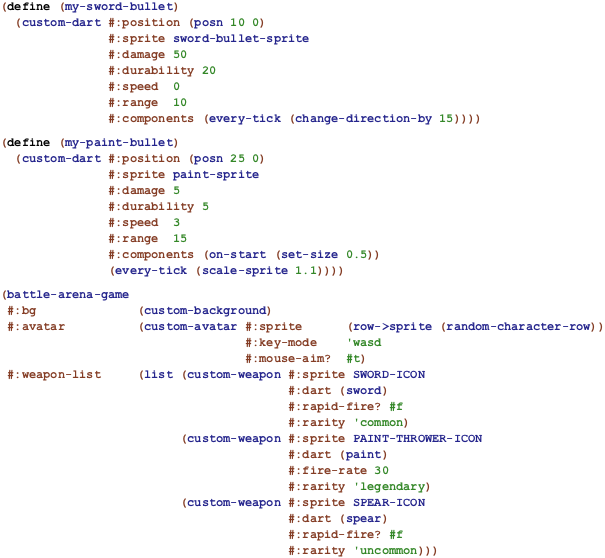 (define (my-sword-bullet)
(custom-dart #:position (posn 10 0)
#:sprite sword-bullet-sprite
#:damage 50
#:durability 20
#:speed 0
#:range 10
#:components (every-tick (change-direction-by 15))))
(define (my-paint-bullet)
(custom-dart #:position (posn 25 0)
#:sprite paint-sprite
#:damage 5
#:durability 5
#:speed 3
#:range 15
#:components (on-start (set-size 0.5))
(every-tick (scale-sprite 1.1))))
(battle-arena-game
#:bg (custom-background)
#:avatar (custom-avatar #:sprite (row->sprite (random-character-row))
#:key-mode 'wasd
#:mouse-aim? #t)
#:weapon-list (list (custom-weapon #:sprite SWORD-ICON
#:dart (sword)
#:rapid-fire? #f
#:rarity 'common)
(custom-weapon #:sprite PAINT-THROWER-ICON
#:dart (paint)
#:fire-rate 30
#:rarity 'legendary)
(custom-weapon #:sprite SPEAR-ICON
#:dart (spear)
#:rapid-fire? #f
#:rarity 'uncommon)))